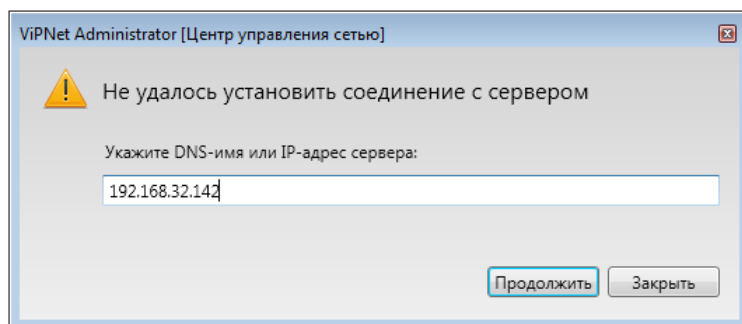 ViPNet Administrator [Центр управления сетью]
Не удалось установить соединение с сервером
Укажите DNS-имя или IP-адрес сервера:
192.168.32.142
Продолжить
Закрыть